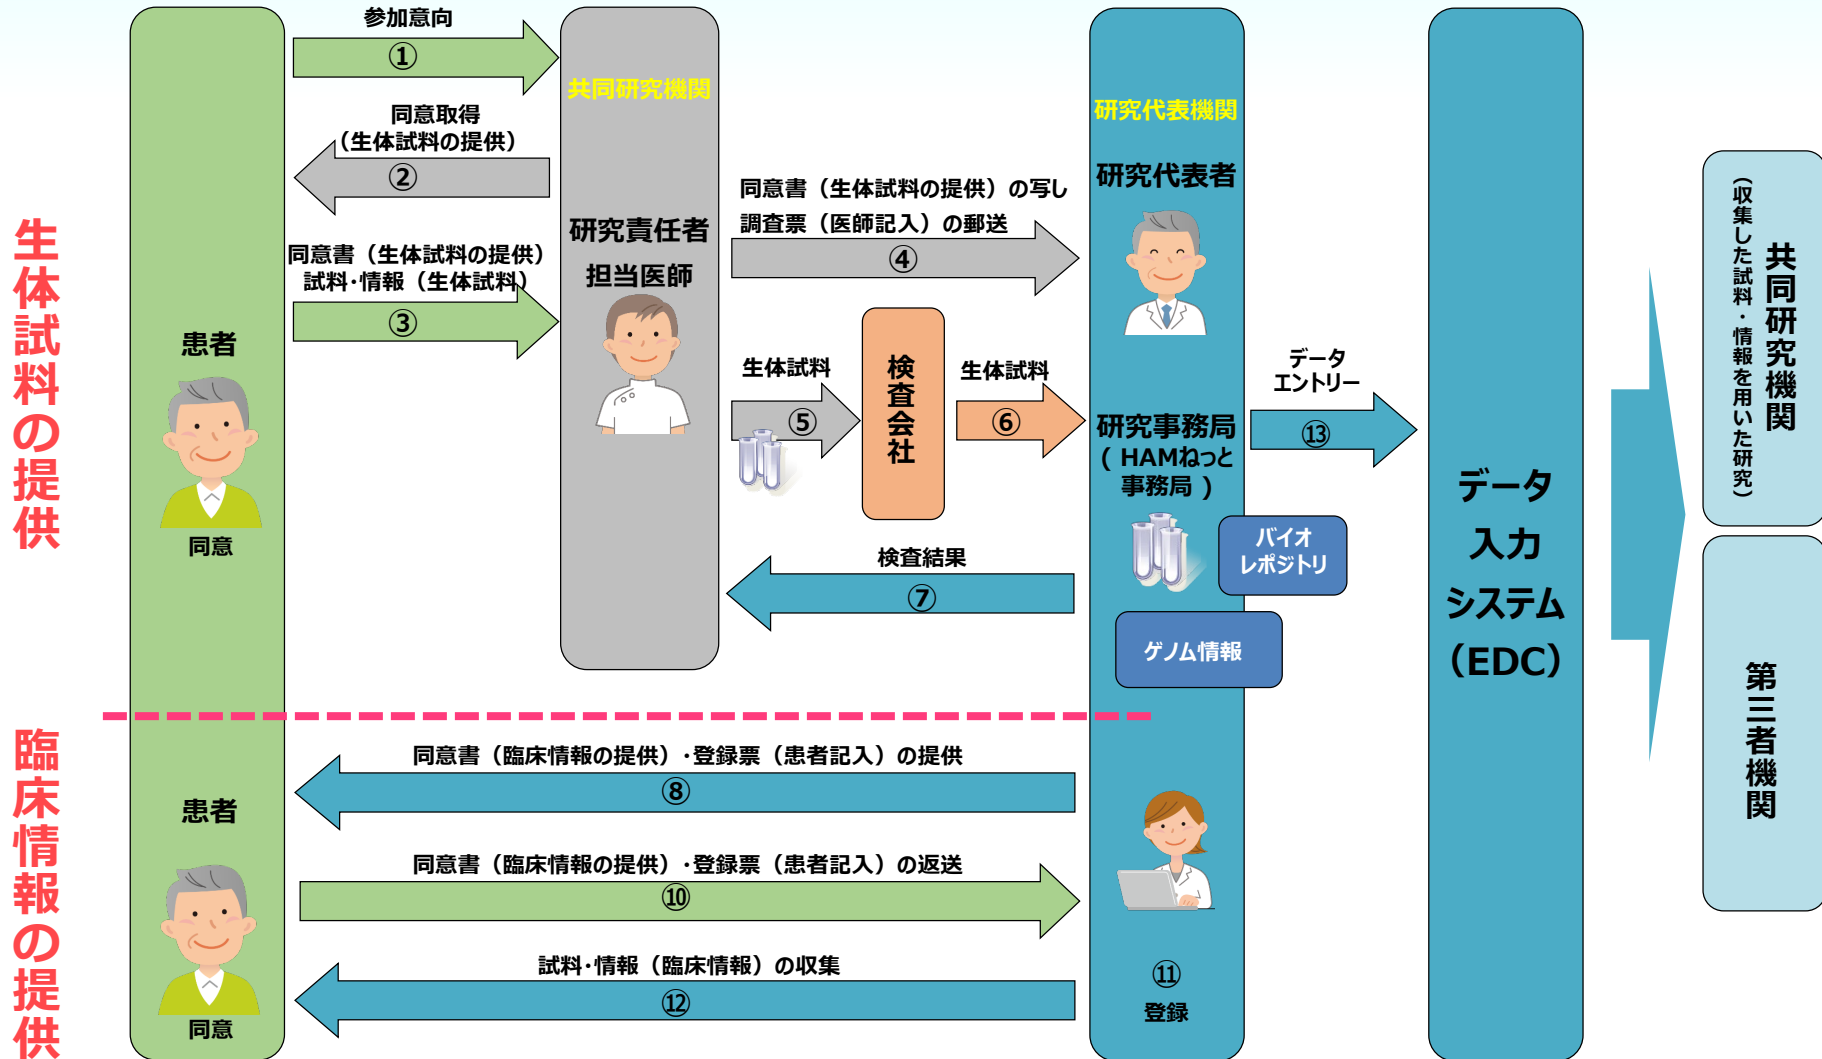 生体試料の提供
臨床情報の提供
患者
同意
患者
同意
参加意向
①
同意取得
（生体試料の提供）
②
同意書（生体試料の提供）
試料・情報（生体試料）
③
共同研究機関
研究責任者
担当医師
同意書（生体試料の提供）の写し
調査票（医師記入）の郵送
④
生体試料
⑤
検査会社
生体試料
⑥
検査結果
⑦
研究代表機関
研究代表者
研究事務局
( HAMねっと
事務局 )
バイオ
レポジトリ
ゲノム情報
同意書（臨床情報の提供）・登録票（患者記入）の提供
⑧
同意書（臨床情報の提供）・登録票（患者記入）の返送
⑩
試料・情報（臨床情報）の収集
⑫
⑪
登録
データ
エントリー
⑬
データ
入力
システム
（EDC）
共同研究機関
（収集した試料・情報を用いた研究）
第三者機関